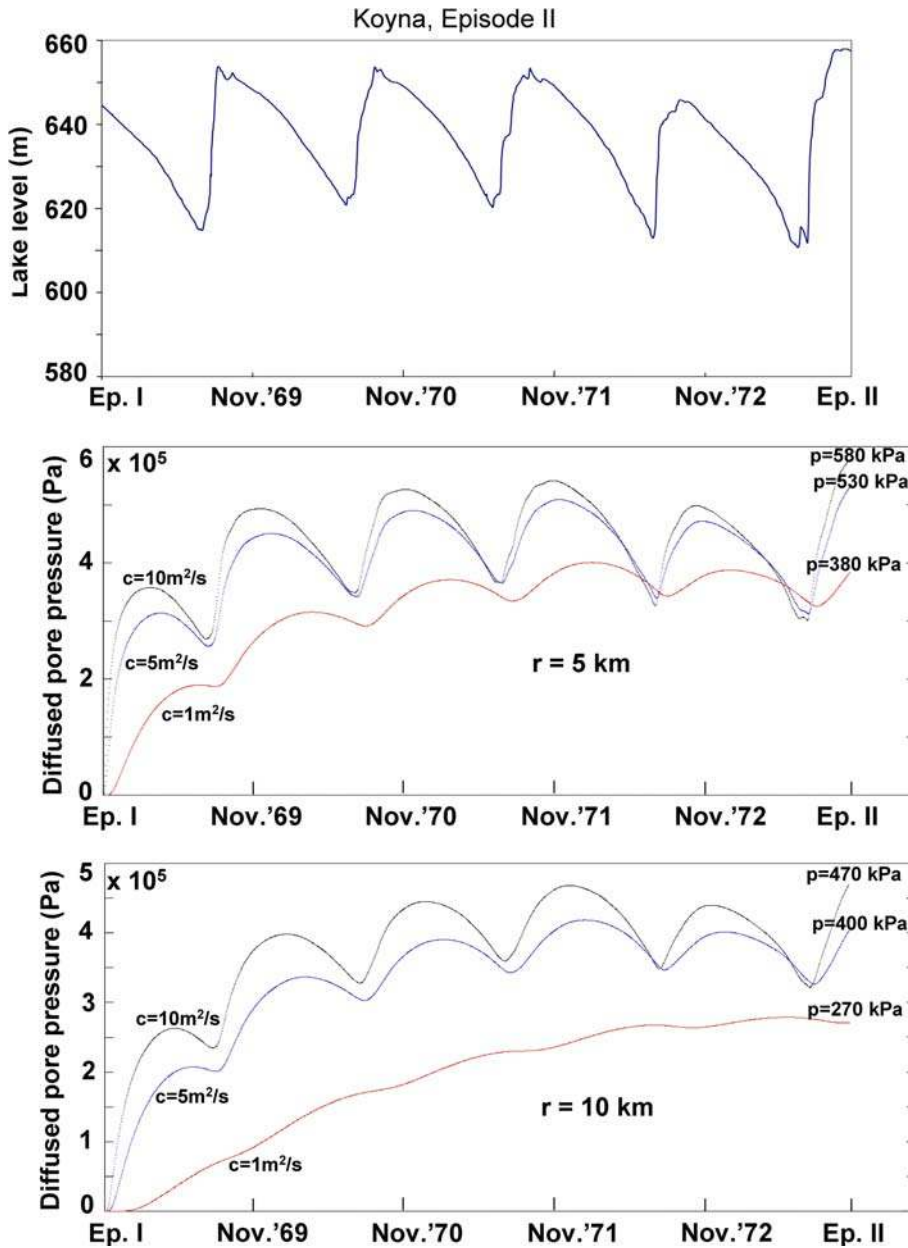 Koyna, Episode II
660
640
620
600
580
Lake level (m)
Ep. I Nov.'69 Nov.'70 Nov.'71 Nov.'72 Ep. II
6
4
2
0
x 10⁵
Diffused pore pressure (Pa)
c=10m²/s
c=5m²/s
c=1m²/s
p=580 kPa
p=530 kPa
p=380 kPa
r = 5 km
Ep. I Nov.'69 Nov.'70 Nov.'71 Nov.'72 Ep. II
5
4
3
2
1
0
x 10⁵
Diffused pore pressure (Pa)
c=10m²/s
c=5m²/s
c=1m²/s
p=470 kPa
p=400 kPa
p=270 kPa
r = 10 km
Ep. I Nov.'69 Nov.'70 Nov.'71 Nov.'72 Ep. II